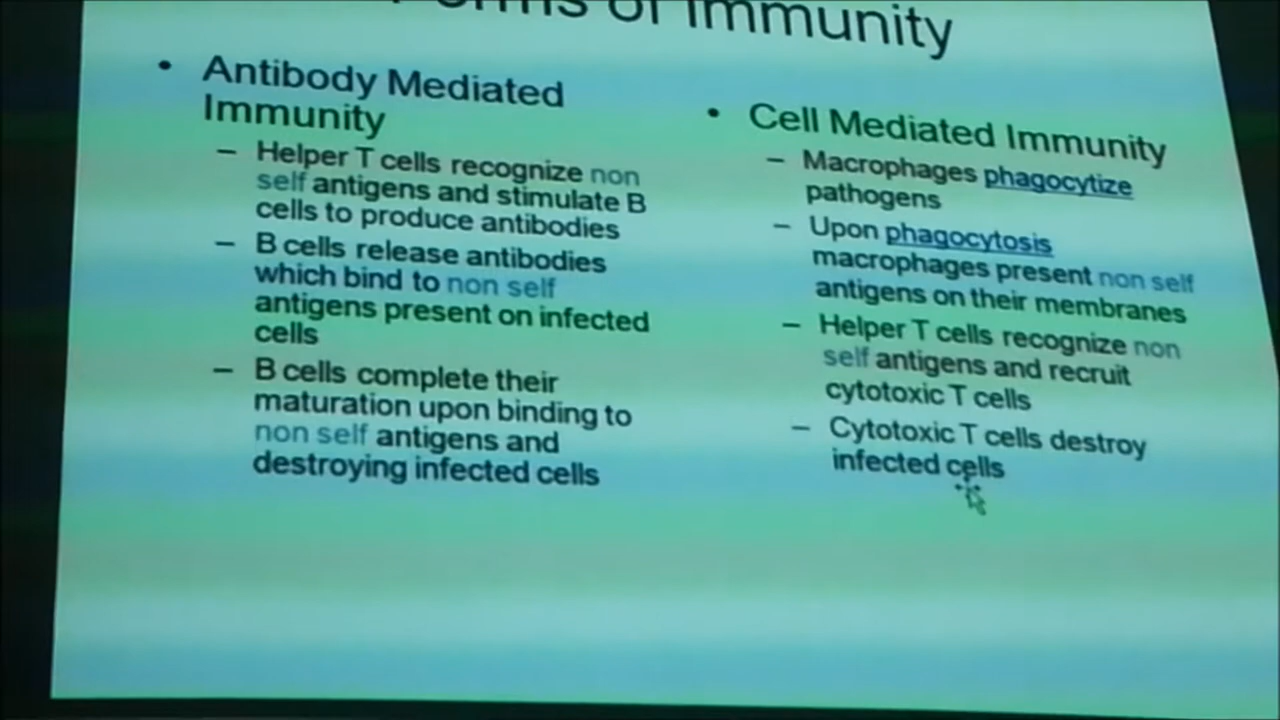 of Immunity
• Antibody Mediated
Immunity
– Helper T cells recognize non
self antigens and stimulate B
cells to produce antibodies
– B cells release antibodies
which bind to non self
antigens present on infected
cells
– B cells complete their
maturation upon binding to
non self antigens and
destroying infected cells
• Cell Mediated Immunity
– Macrophages phagocytize
pathogens
– Upon phagocytosis
macrophages present non self
antigens on their membranes
– Helper T cells recognize non
self antigens and recruit
cytotoxic T cells
– Cytotoxic T cells destroy
infected cells